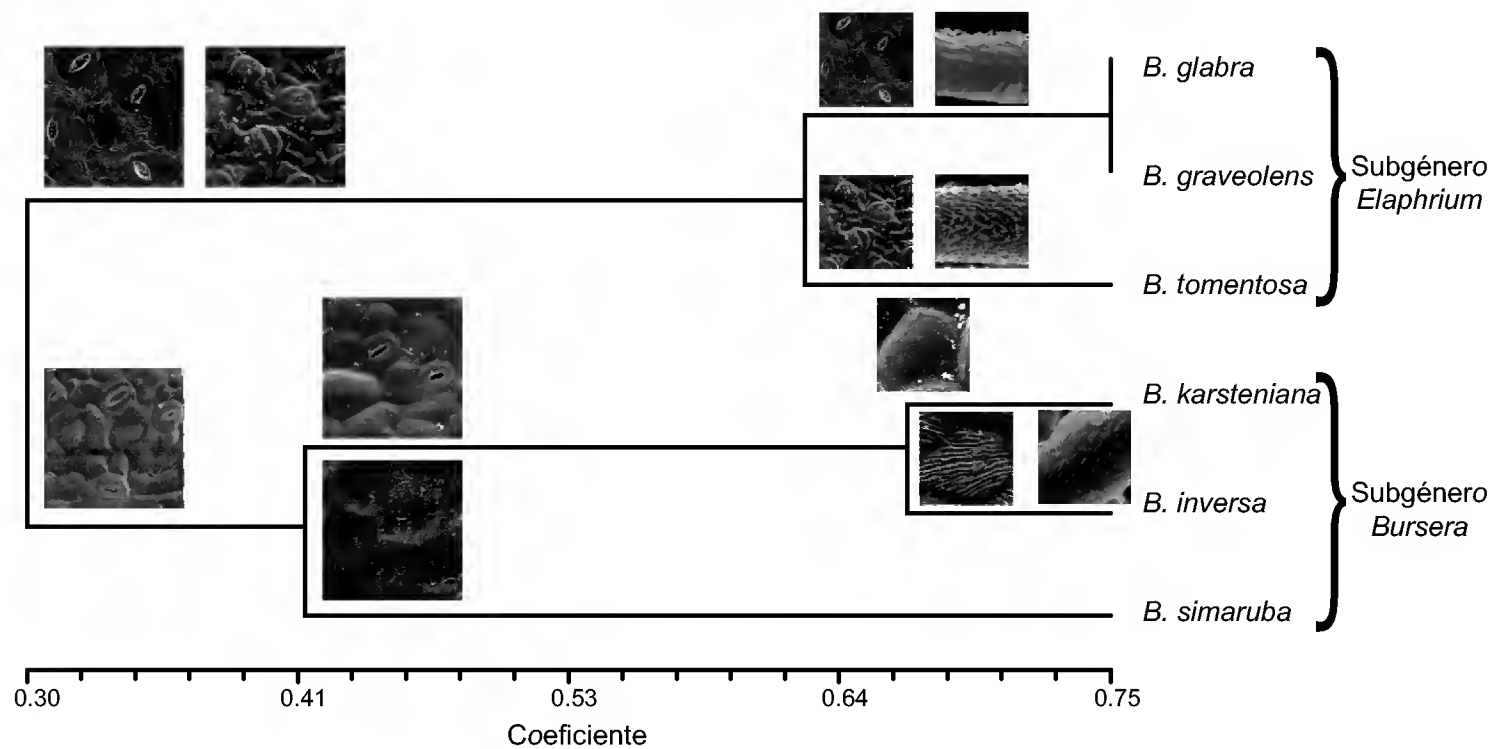 B. glabra
B. graveolens
Subgénero
Elaphrium
B. tomentosa
B. karsteniana
B. inversa
Subgénero
Bursera
B. simaruba
0.30 0.41 0.53 0.64 0.75
Coeficiente